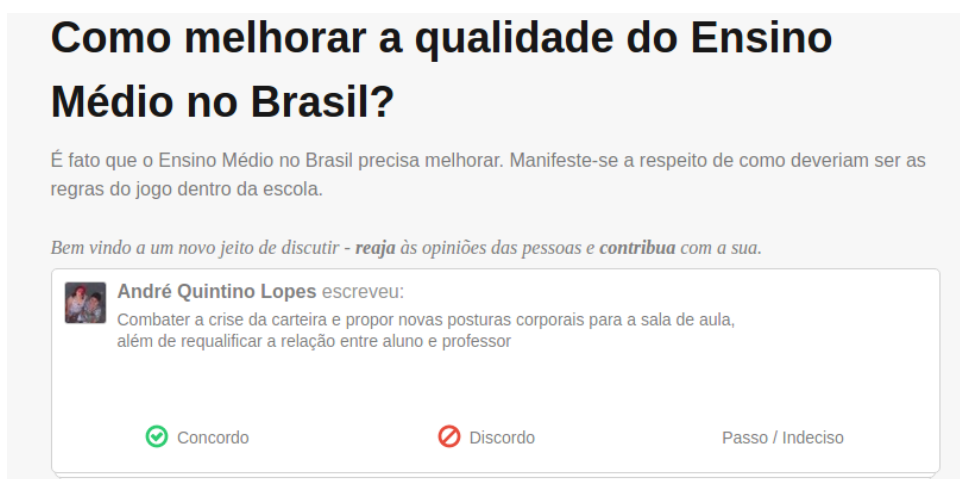 Como melhorar a qualidade do Ensino
Médio no Brasil?
É fato que o Ensino Médio no Brasil precisa melhorar. Manifeste-se a respeito de como deveriam ser as
regras do jogo dentro da escola.
Bem vindo a um novo jeito de discutir - reaja às opiniões das pessoas e contribua com a sua.
André Quintino Lopes escreveu:
Combater a crise da carteira e propor novas posturas corporais para a sala de aula,
além de requalificar a relação entre aluno e professor
Concordo Discordo Passo / Indeciso